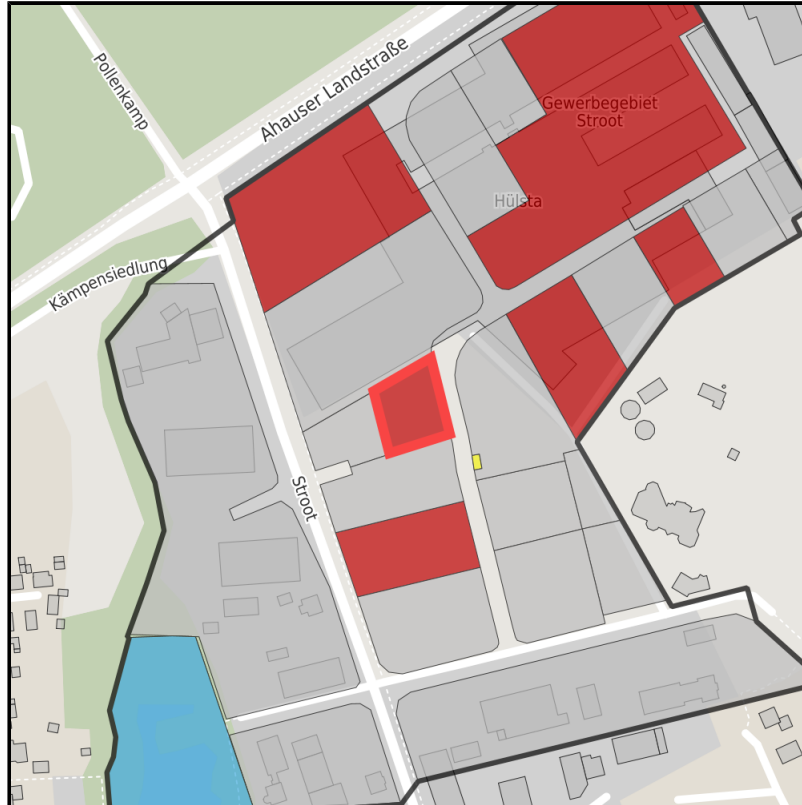 Pollenkamp
Ahauser Landstraße
Gewerbegebiet
Stroot
Hülsta
Kämpensiedlung
Stroot